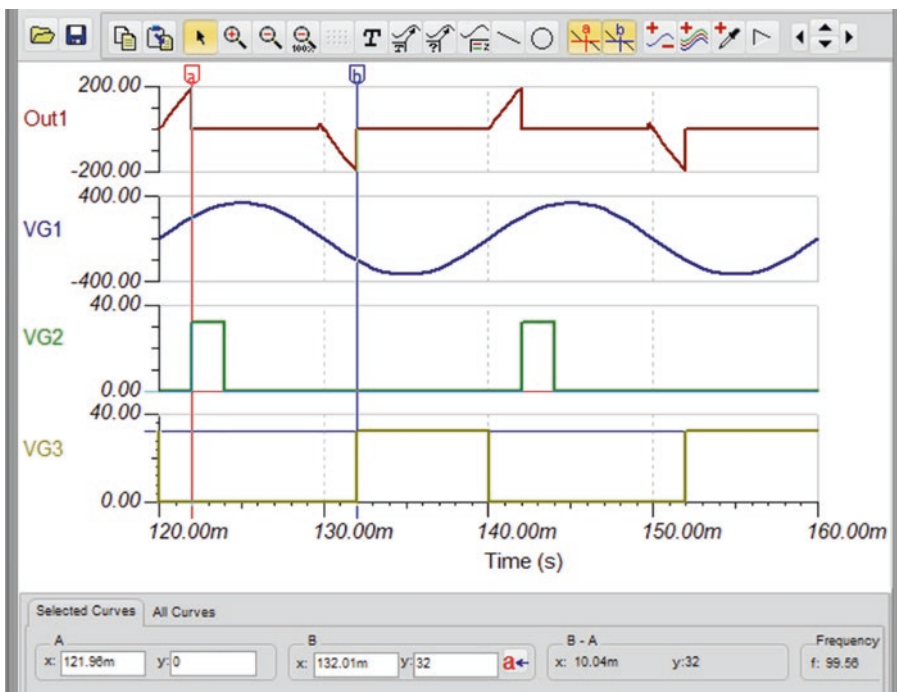 100%
T
a b
a b
200.00
Out1
-200.00
400.00
VG1
-400.00
40.00
VG2
0.00
40.00
VG3
0.00
120.00m 130.00m 140.00m 150.00m 160.00m
Time (s)
Selected Curves All Curves
A B B - A Frequency
x: 121.96m y: 0 x: 132.01m y: 32 a x: 10.04m y:32 f: 99.56